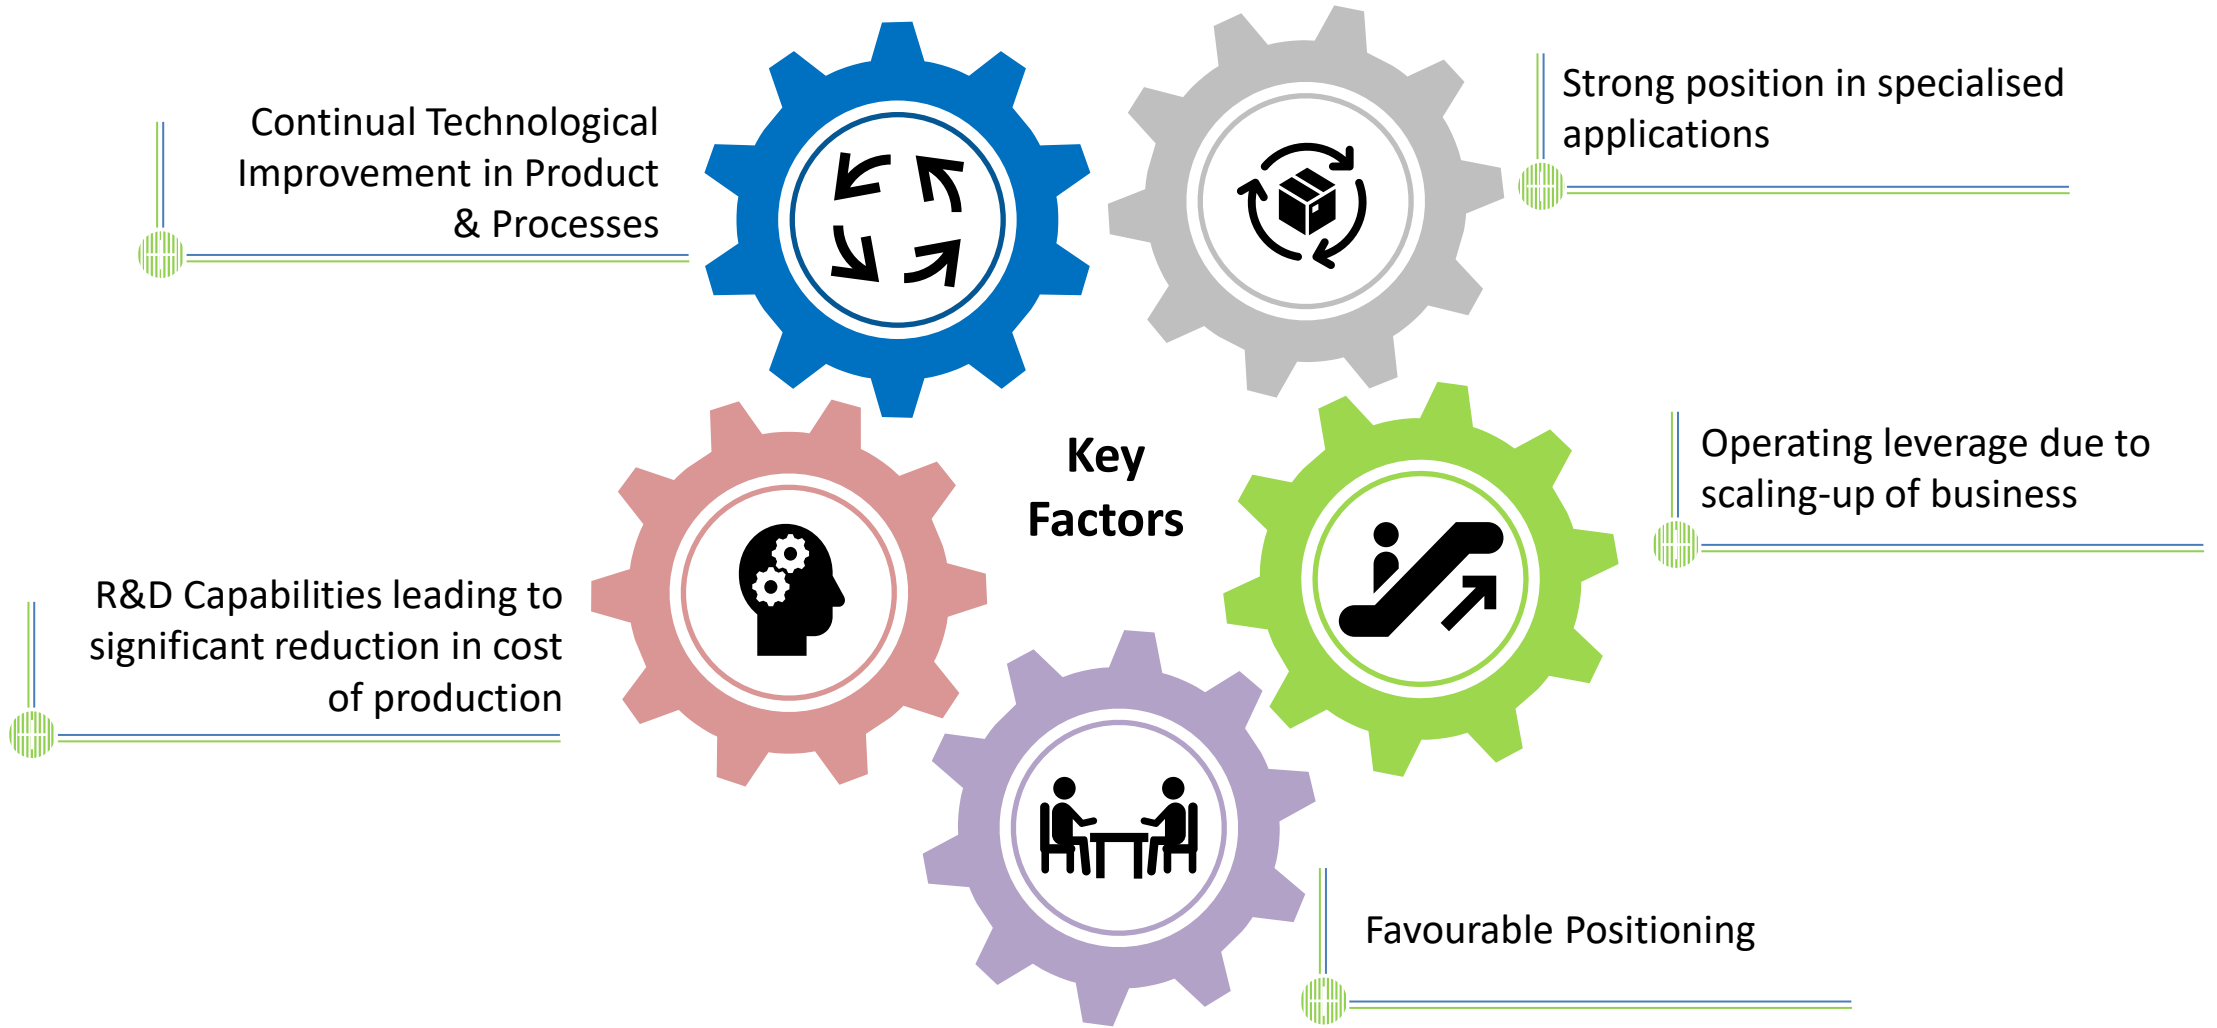 Continual Technological
Improvement in Product
& Processes
Strong position in specialised
applications
Key
Factors
Operating leverage due to
scaling-up of business
R&D Capabilities leading to
significant reduction in cost
of production
Favourable Positioning